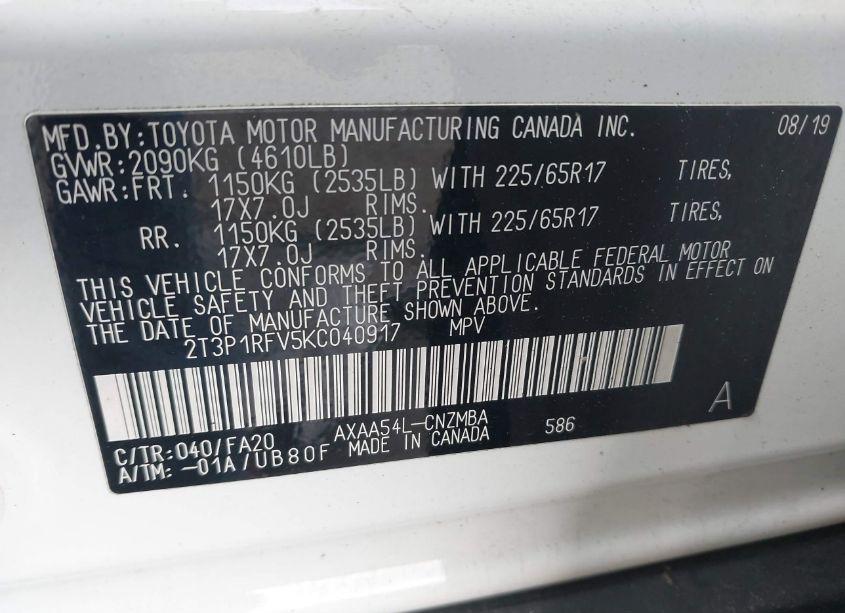 MFD.BY:TOYOTA MOTOR MANUFACTURING CANADA INC. 08/19
GVWR:2090KG (4610LB)
GAWR:FRT. 1150KG (2535LB) WITH 225/65R17 TIRES,
17X7.0J RIMS.
RR. 1150KG (2535LB) WITH 225/65R17 TIRES,
17X7.0J RIMS.
THIS VEHICLE CONFORMS TO ALL APPLICABLE FEDERAL MOTOR
VEHICLE SAFETY AND THEFT PREVENTION STANDARDS IN EFFECT ON
THE DATE OF MANUFACTURE SHOWN ABOVE.
2T3P1RFV5KC040917 MPV
A
C/TR:040/FA20 AXAA54L-CNZMBA 586
A/TM:-01A/UB80F MADE IN CANADA